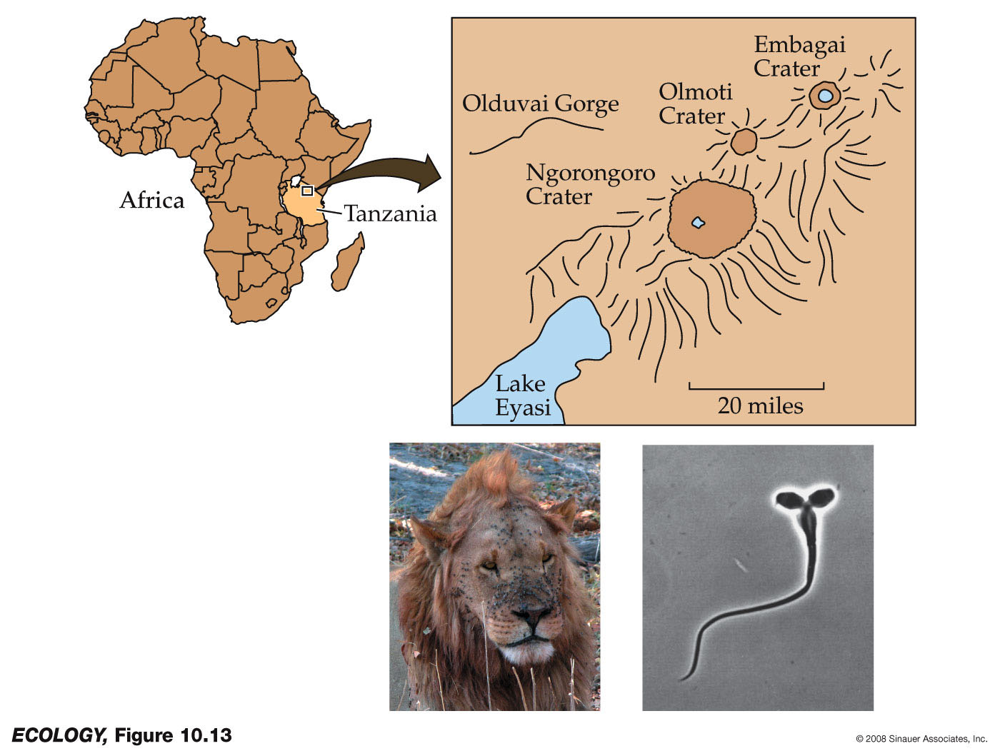 Africa
Tanzania
Embagai
Crater
Olmoti
Crater
Olduvai Gorge
Ngorongoro
Crater
Lake
Eyasi
20 miles
ECOLOGY, Figure 10.13
© 2008 Sinauer Associates, Inc.